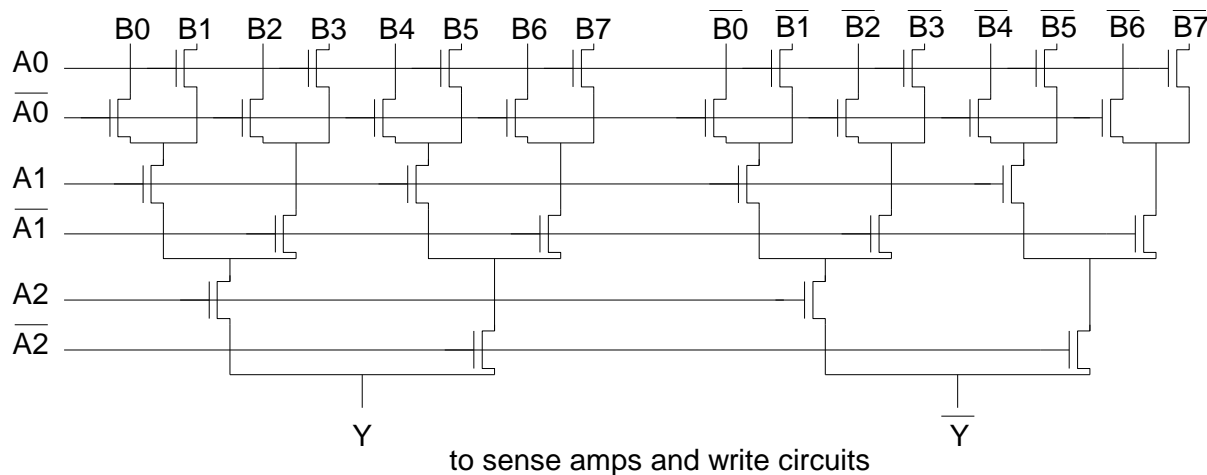 B0 B1 B2 B3 B4 B5 B6 B7 B̅0̅ B̅1̅ B̅2̅ B̅3̅ B̅4̅ B̅5̅ B̅6̅ B̅7̅
A0
A̅0̅
A1
A̅1̅
A2
A̅2̅
Y Y̅
to sense amps and write circuits